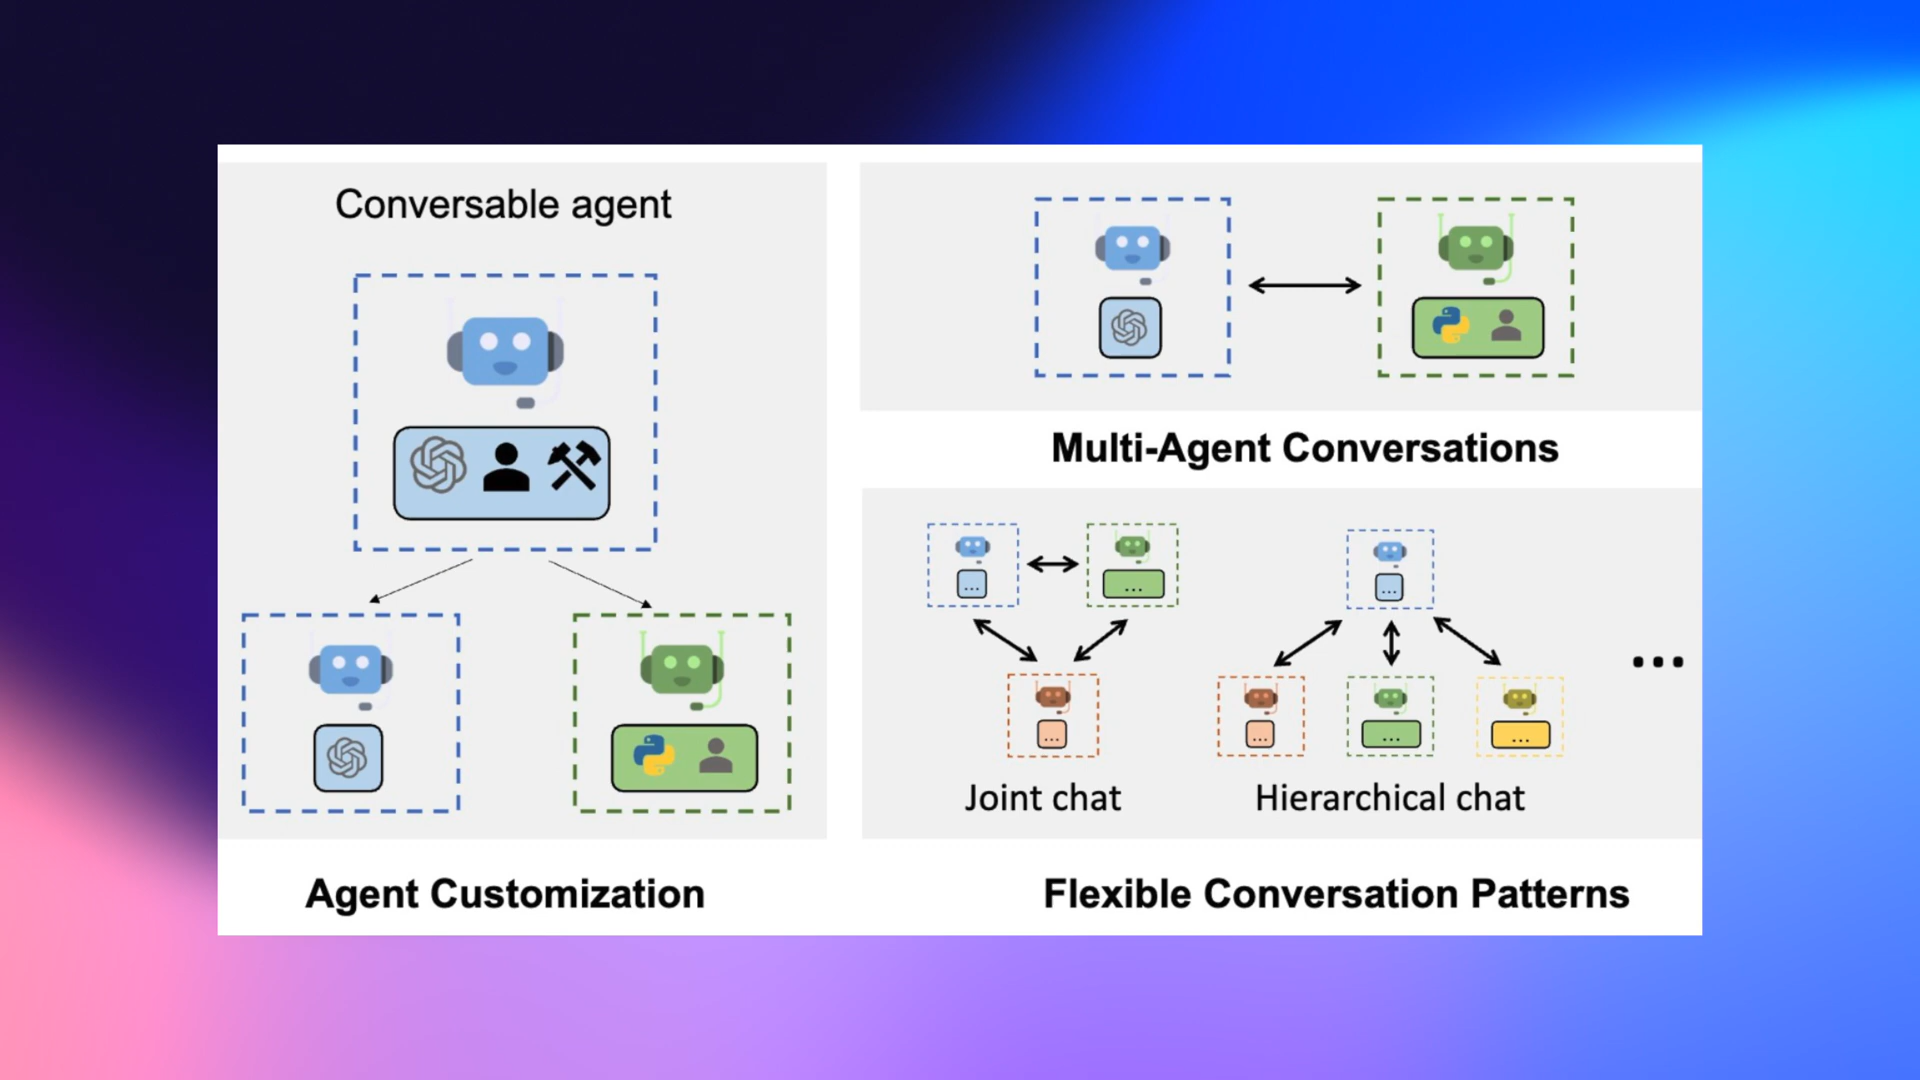 Conversable agent
Agent Customization
Multi-Agent Conversations
...
...
...
...
...
...
...
...
Joint chat
Hierarchical chat
Flexible Conversation Patterns